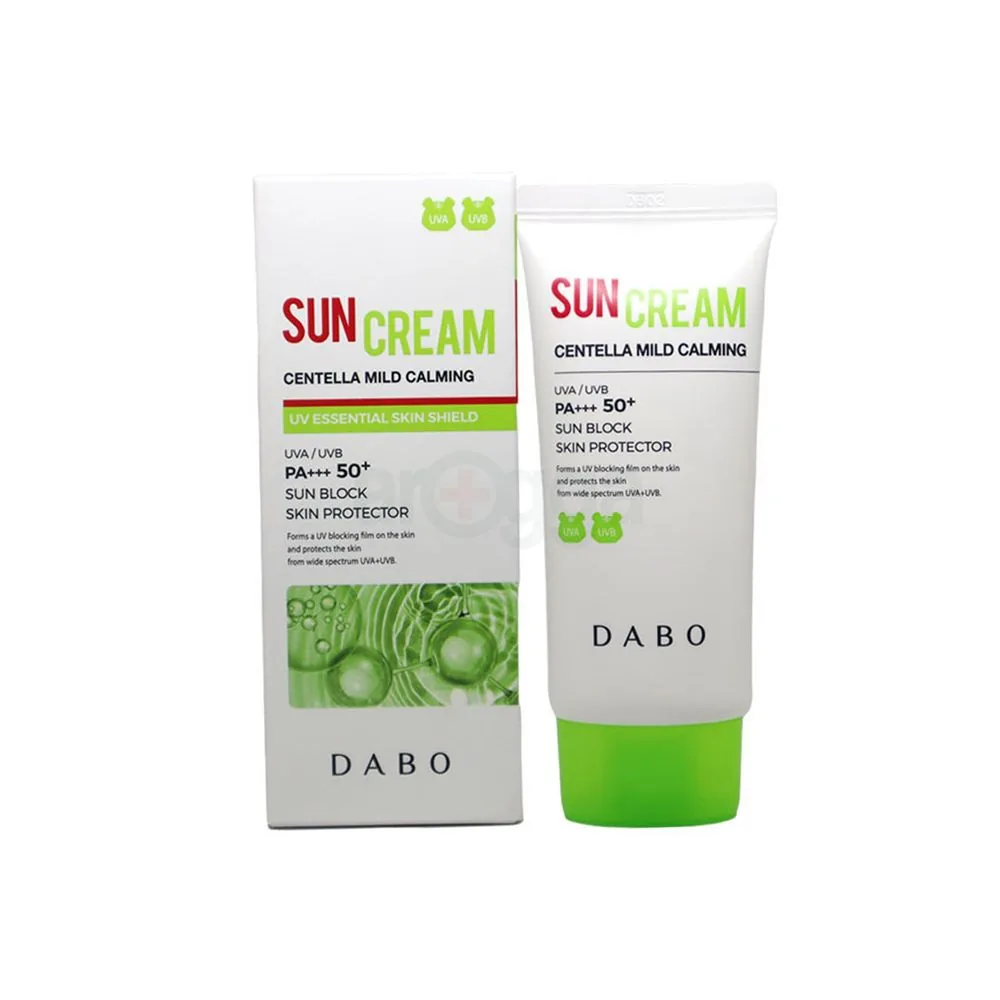 UVA UVB
SUN CREAM
CENTELLA MILD CALMING
UV ESSENTIAL SKIN SHIELD
UVA / UVB
PA+++ 50+
SUN BLOCK
SKIN PROTECTOR
Forms a UV blocking film on the skin
and protects the skin
from wide spectrum UVA+UVB.
DABO
SUN CREAM
CENTELLA MILD CALMING
UVA / UVB
PA+++ 50+
SUN BLOCK
SKIN PROTECTOR
Forms a UV blocking film on the skin
and protects the skin
from wide spectrum UVA+UVB.
UVA UVB
DABO